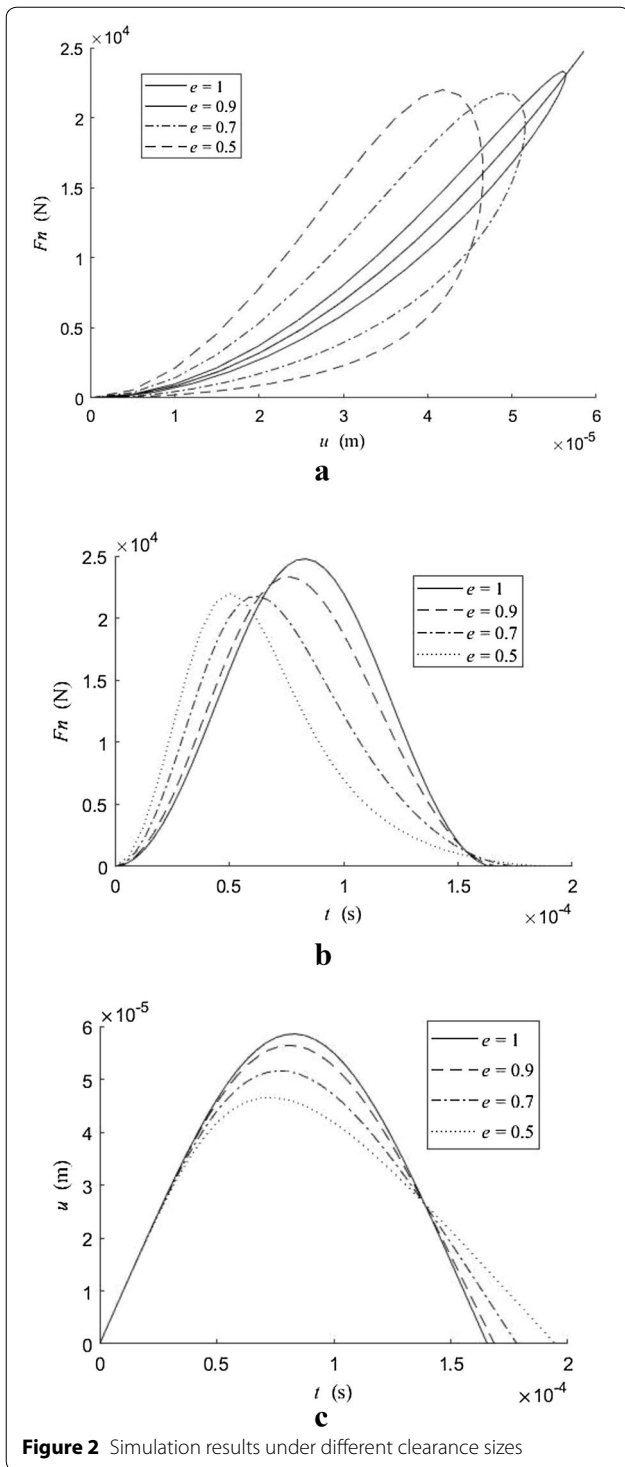 ×10⁴
2.5
2
1.5
1
0.5
0
Fn (N)
e = 1
e = 0.9
e = 0.7
e = 0.5
0 1 2 3 4 5 6
u (m)
×10⁻⁵
a
×10⁴
2.5
2
1.5
1
0.5
0
Fn (N)
e = 1
e = 0.9
e = 0.7
e = 0.5
0 0.5 1 1.5 2
t (s)
×10⁻⁴
b
×10⁻⁵
6
5
4
3
2
1
0
u (m)
e = 1
e = 0.9
e = 0.7
e = 0.5
0 0.5 1 1.5 2
t (s)
×10⁻⁴
c
Figure 2 Simulation results under different clearance sizes